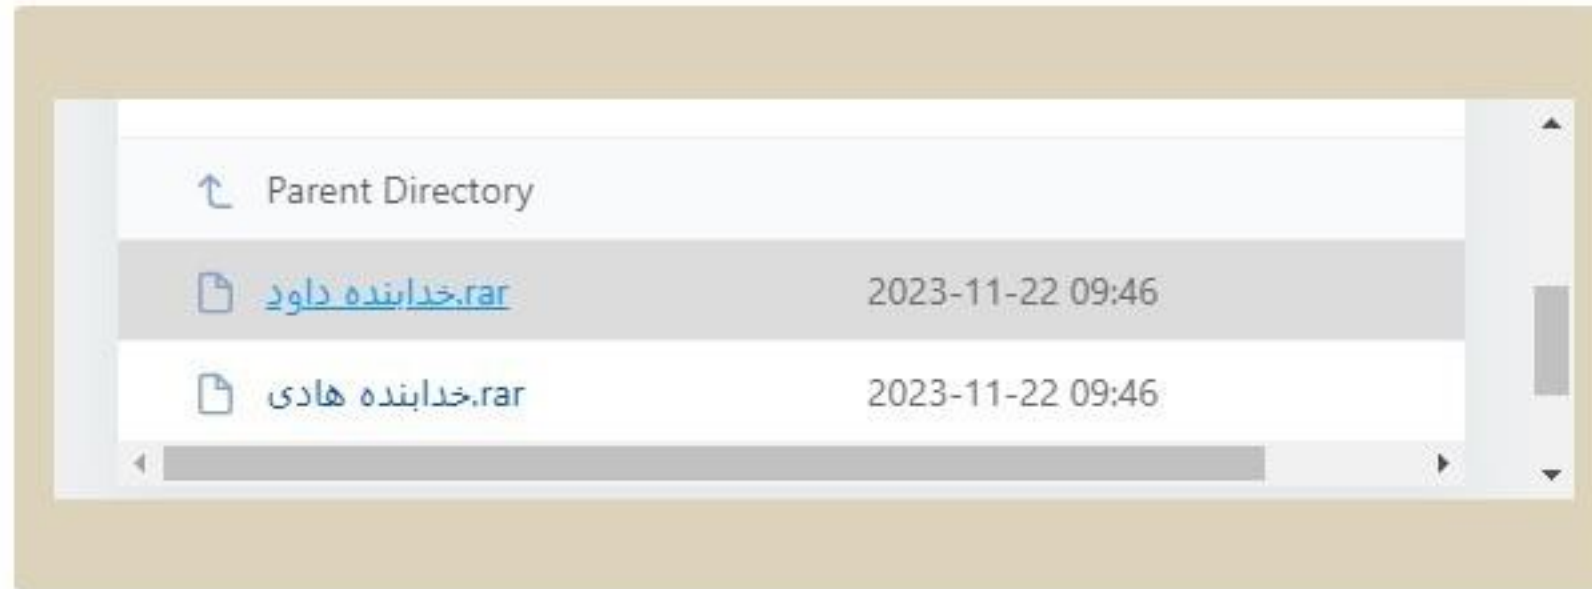 Parent Directory
خدابنده داود.rar 2023-11-22 09:46
خدابنده هادی.rar 2023-11-22 09:46